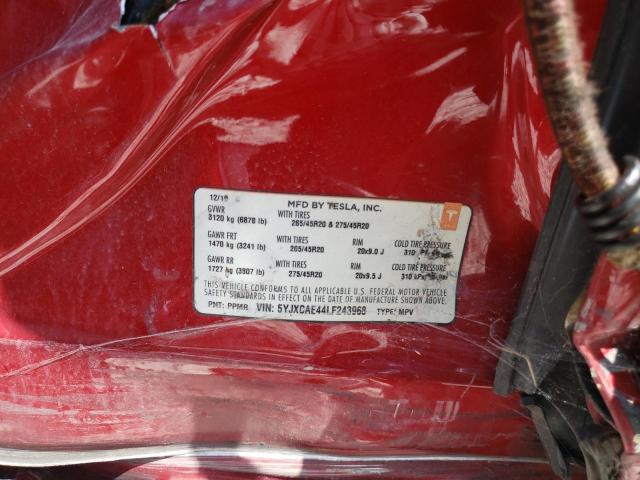 12/19 MFD BY TESLA, INC.
GVWR WITH TIRES
3120 kg (6878 lb) 265/45R20 & 275/45R20
GAWR FRT WITH TIRES RIM COLD TIRE PRESSURE
1470 kg (3241 lb) 265/45R20 20x9.0 J 310
GAWR RR WITH TIRES RIM COLD TIRE PRESSURE
1727 kg (3807 lb) 275/45R20 20x9.5 J 310 kPa
THIS VEHICLE CONFORMS TO ALL APPLICABLE U.S. FEDERAL MOTOR VEHICLE
SAFETY STANDARDS IN EFFECT ON THE DATE OF MANUFACTURE SHOWN ABOVE.
PNT: PPMR VIN: 5YJXCAE44LF243968 TYPE: MPV